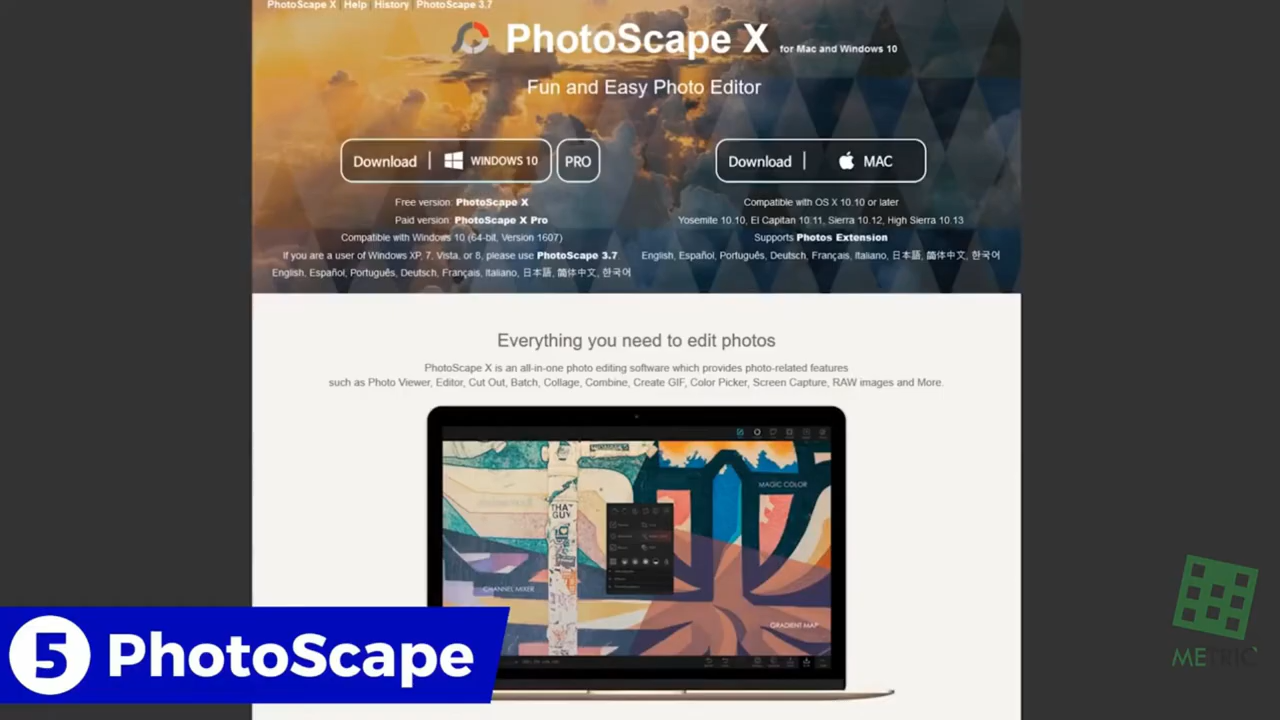 PhotoScape X | Help | History | PhotoScape 3.7
PhotoScape X for Mac and Windows 10
Fun and Easy Photo Editor
Download | WINDOWS 10 PRO
Download | MAC
Free version: PhotoScape X
Paid version: PhotoScape X Pro
Compatible with Windows 10 (64-bit, Version 1607)
If you are a user of Windows XP, 7, Vista, or 8, please use PhotoScape 3.7
English, Español, Português, Deutsch, Français, Italiano, 日本語, 简体中文, 한국어
Compatible with OS X 10.10 or later
Yosemite 10.10, El Capitan 10.11, Sierra 10.12, High Sierra 10.13
Supports Photos Extension
English, Español, Português, Deutsch, Français, Italiano, 日本語, 简体中文, 한국어
Everything you need to edit photos
PhotoScape X is an all-in-one photo editing software which provides photo-related features
such as Photo Viewer, Editor, Cut Out, Batch, Collage, Combine, Create GIF, Color Picker, Screen Capture, RAW images and More.
MAGIC COLOR
THAT
GUY
CHANNEL MIXER
GRADIENT MAP
5 PhotoScape
METRIC